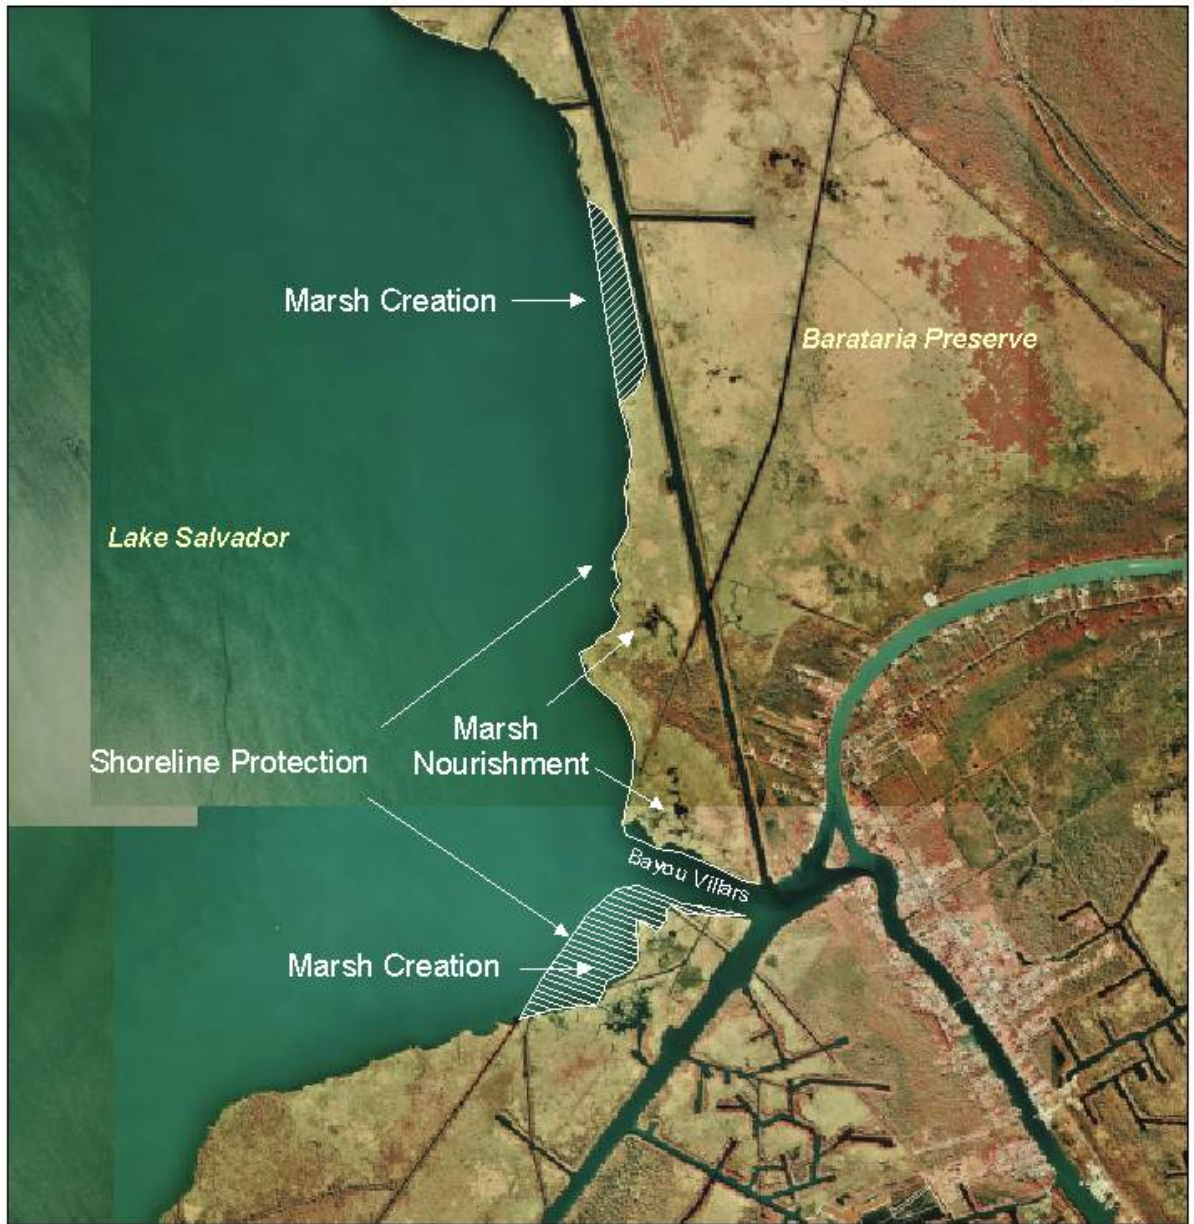 Marsh Creation
Barataria Preserve
Lake Salvador
Marsh
Nourishment
Shoreline Protection
Bayou Villars
Marsh Creation